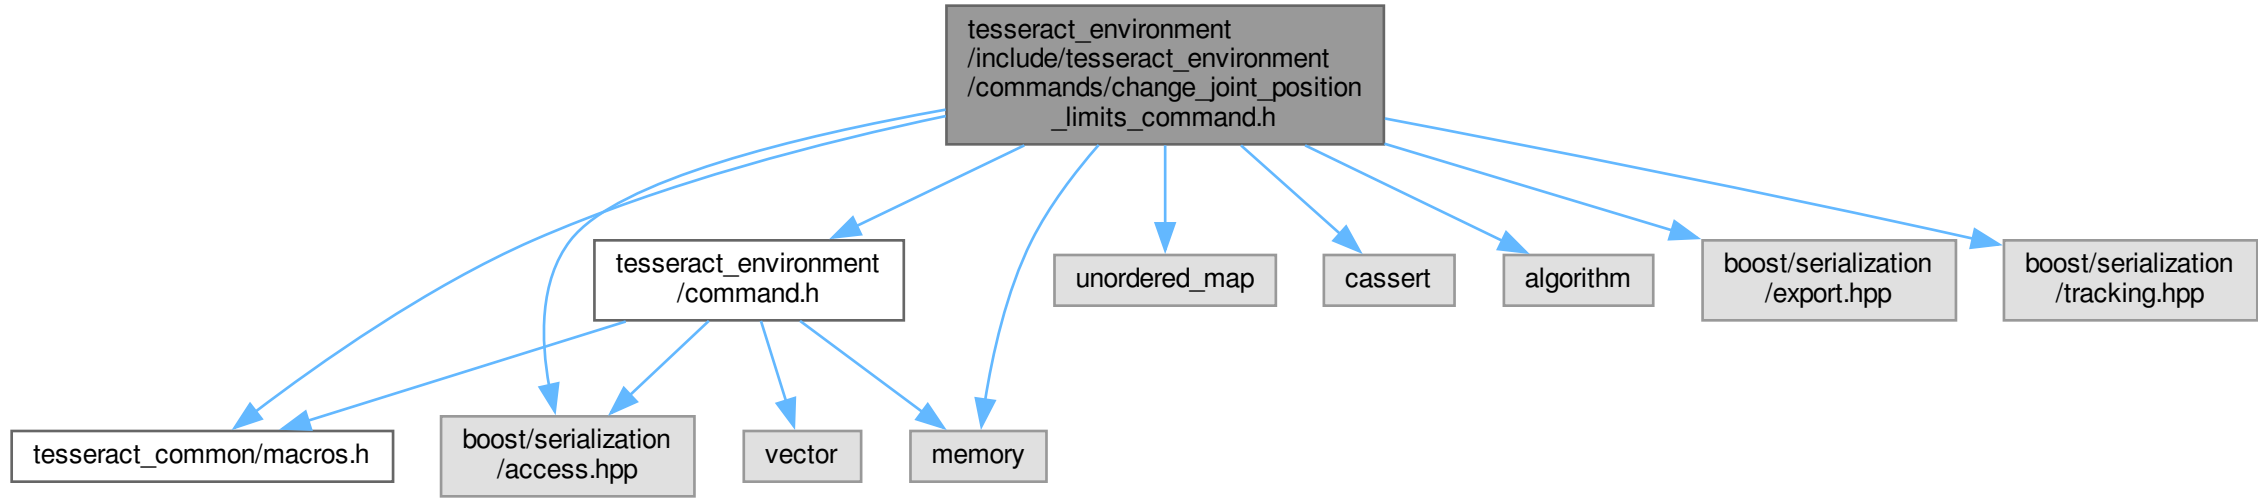 tesseract_environment
/include/tesseract_environment
/commands/change_joint_position
_limits_command.h
tesseract_environment
/command.h
unordered_map
cassert
algorithm
boost/serialization
/export.hpp
boost/serialization
/tracking.hpp
tesseract_common/macros.h
boost/serialization
/access.hpp
vector
memory